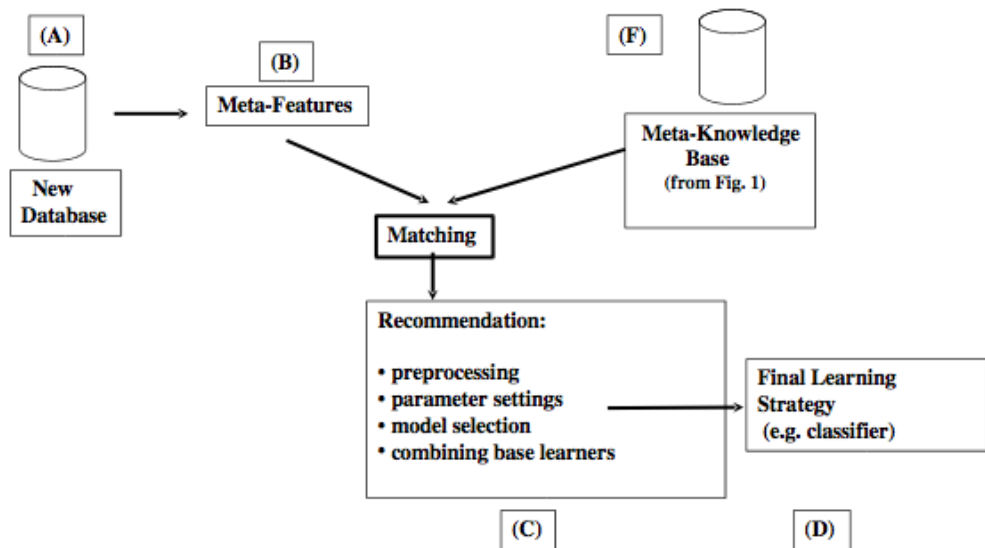 (A)
(B)
(F)
Meta-Features
New
Database
Meta-Knowledge
Base
(from Fig. 1)
Matching
Recommendation:
• preprocessing
• parameter settings
• model selection
• combining base learners
Final Learning
Strategy
(e.g. classifier)
(C)
(D)